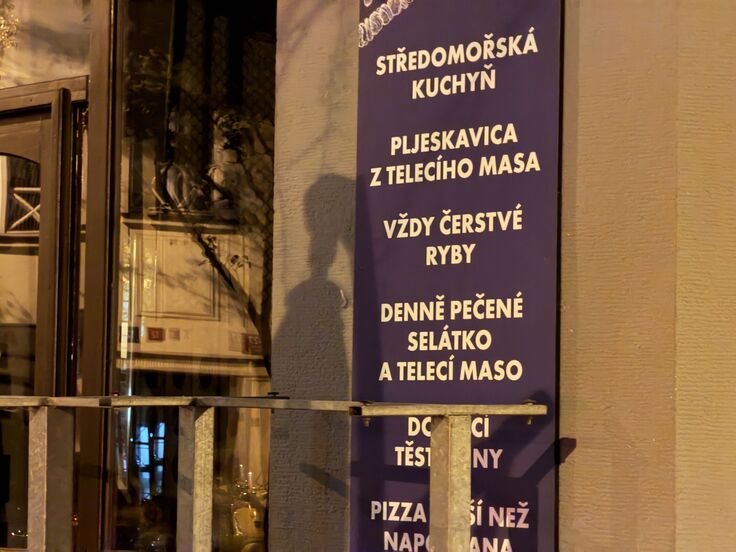 STŘEDOMOŘSKÁ
KUCHYŇ
PLJESKAVICA
Z TELECÍHO MASA
VŽDY ČERSTVÉ
RYBY
DENNĚ PEČENÉ
SELÁTKO
A TELECÍ MASO
PIZZA NEŽ